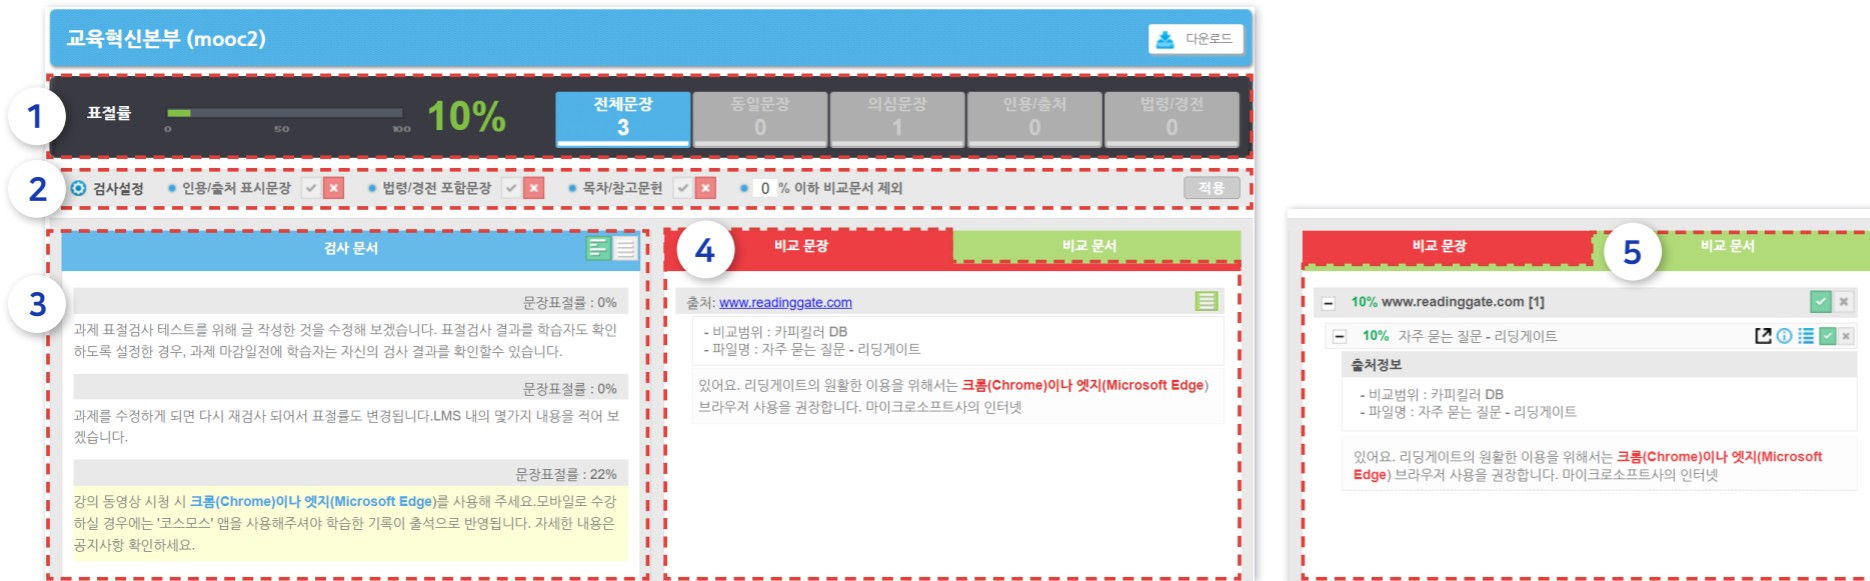 교육혁신본부 (mooc2)
다운로드
1
표절률
0 50 100
10%
전체문장
3
동일문장
0
의심문장
1
인용/출처
0
법령/경전
0
2
검사설정 인용/출처 표시문장 법령/경전 포함문장 목차/참고문헌 0 % 이하 비교문서 제외 적용
3
검사 문서
문장표절률 : 0%
과제 표절검사 테스트를 위해 글 작성한 것을 수정해 보겠습니다. 표절검사 결과를 학습자도 확인
하도록 설정한 경우, 과제 마감일전에 학습자는 자신의 검사 결과를 확인할수 있습니다.
문장표절률 : 0%
과제를 수정하게 되면 다시 재검사 되어서 표절률도 변경됩니다.LMS 내의 몇가지 내용을 적어 보
겠습니다.
문장표절률 : 22%
강의 동영상 시청 시 크롬(Chrome)이나 엣지(Microsoft Edge)를 사용해 주세요.모바일로 수강
하실 경우에는 '코스모스' 앱을 사용해주셔야 학습한 기록이 출석으로 반영됩니다. 자세한 내용은
공지사항 확인하세요.
4
비교 문장 비교 문서
출처: www.readinggate.com
- 비교범위 : 카피킬러 DB
- 파일명 : 자주 묻는 질문 - 리딩게이트
있어요. 리딩게이트의 원활한 이용을 위해서는 크롬(Chrome)이나 엣지(Microsoft Edge)
브라우저 사용을 권장합니다. 마이크로소프트사의 인터넷
비교 문장 5 비교 문서
10% www.readinggate.com [1]
10% 자주 묻는 질문 - 리딩게이트
출처정보
- 비교범위 : 카피킬러 DB
- 파일명 : 자주 묻는 질문 - 리딩게이트
있어요. 리딩게이트의 원활한 이용을 위해서는 크롬(Chrome)이나 엣지(Microsoft
Edge) 브라우저 사용을 권장합니다. 마이크로소프트사의 인터넷